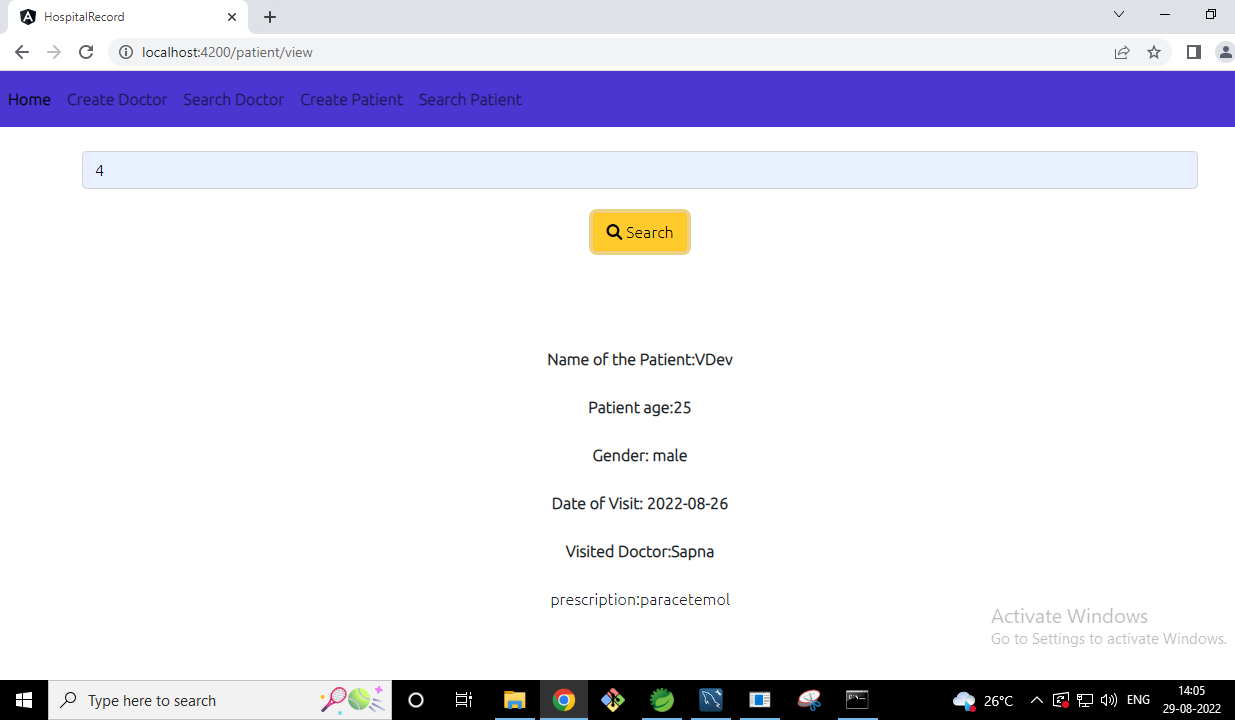 HospitalRecord
localhost:4200/patient/view
Home Create Doctor Search Doctor Create Patient Search Patient
4
Search
Name of the Patient:VDev
Patient age:25
Gender: male
Date of Visit: 2022-08-26
Visited Doctor:Sapna
prescription:paracetemol
Activate Windows
Go to Settings to activate Windows.
Type here to search
26°C
ENG
14:05
29-08-2022